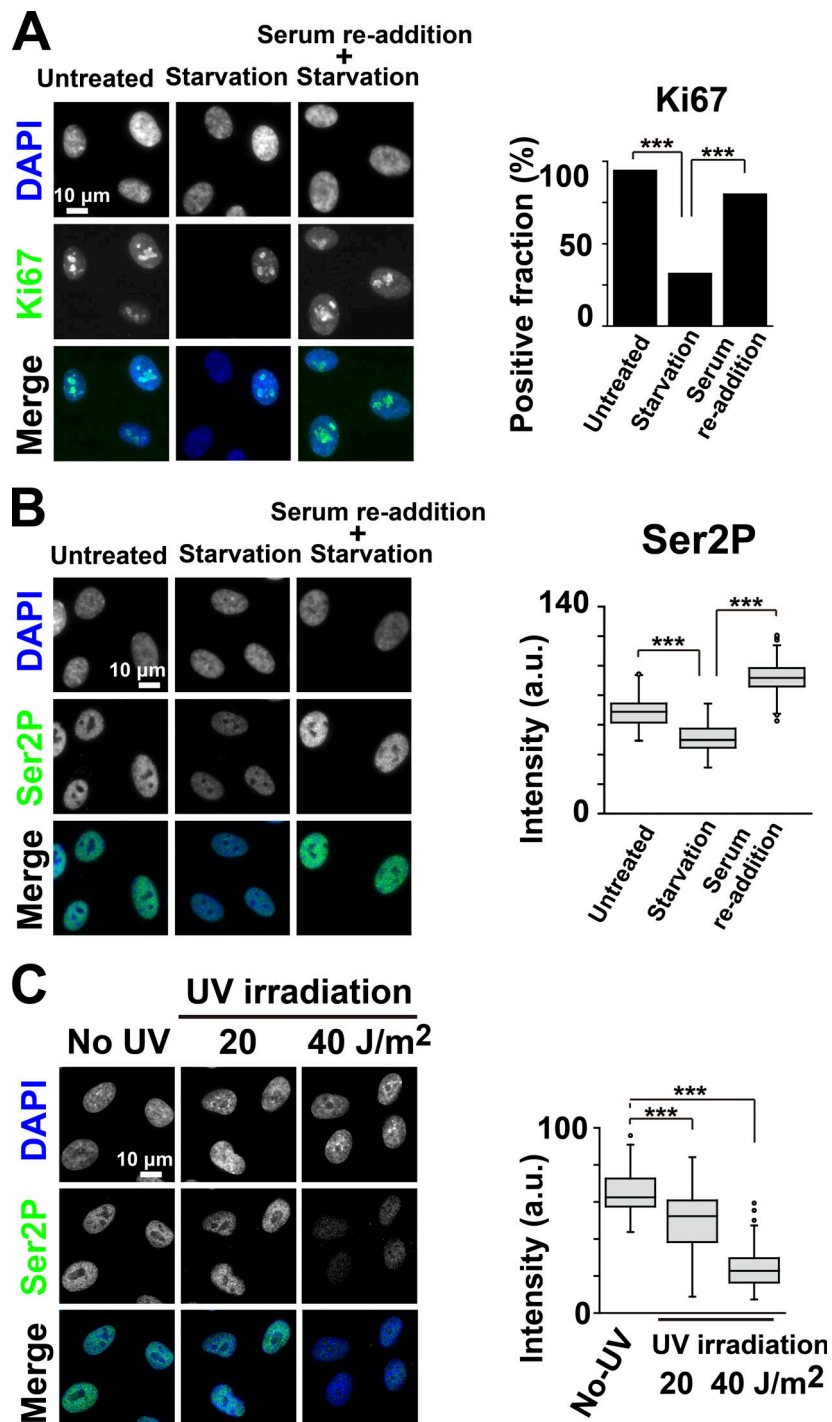 A
Serum re-addition
+
Untreated Starvation Starvation
DAPI
10 µm
Ki67
Merge
Ki67
Positive fraction (%)
100
50
0
*** ***
Untreated
Starvation
Serum
re-addition
B
Serum re-addition
+
Untreated Starvation Starvation
DAPI
10 µm
Ser2P
Merge
Ser2P
Intensity (a.u.)
140
0
*** ***
Untreated
Starvation
Serum
re-addition
C
UV irradiation
No UV 20 40 J/m²
DAPI
10 µm
Ser2P
Merge
Intensity (a.u.)
100
0
***
***
No-UV
UV irradiation
20 40 J/m²